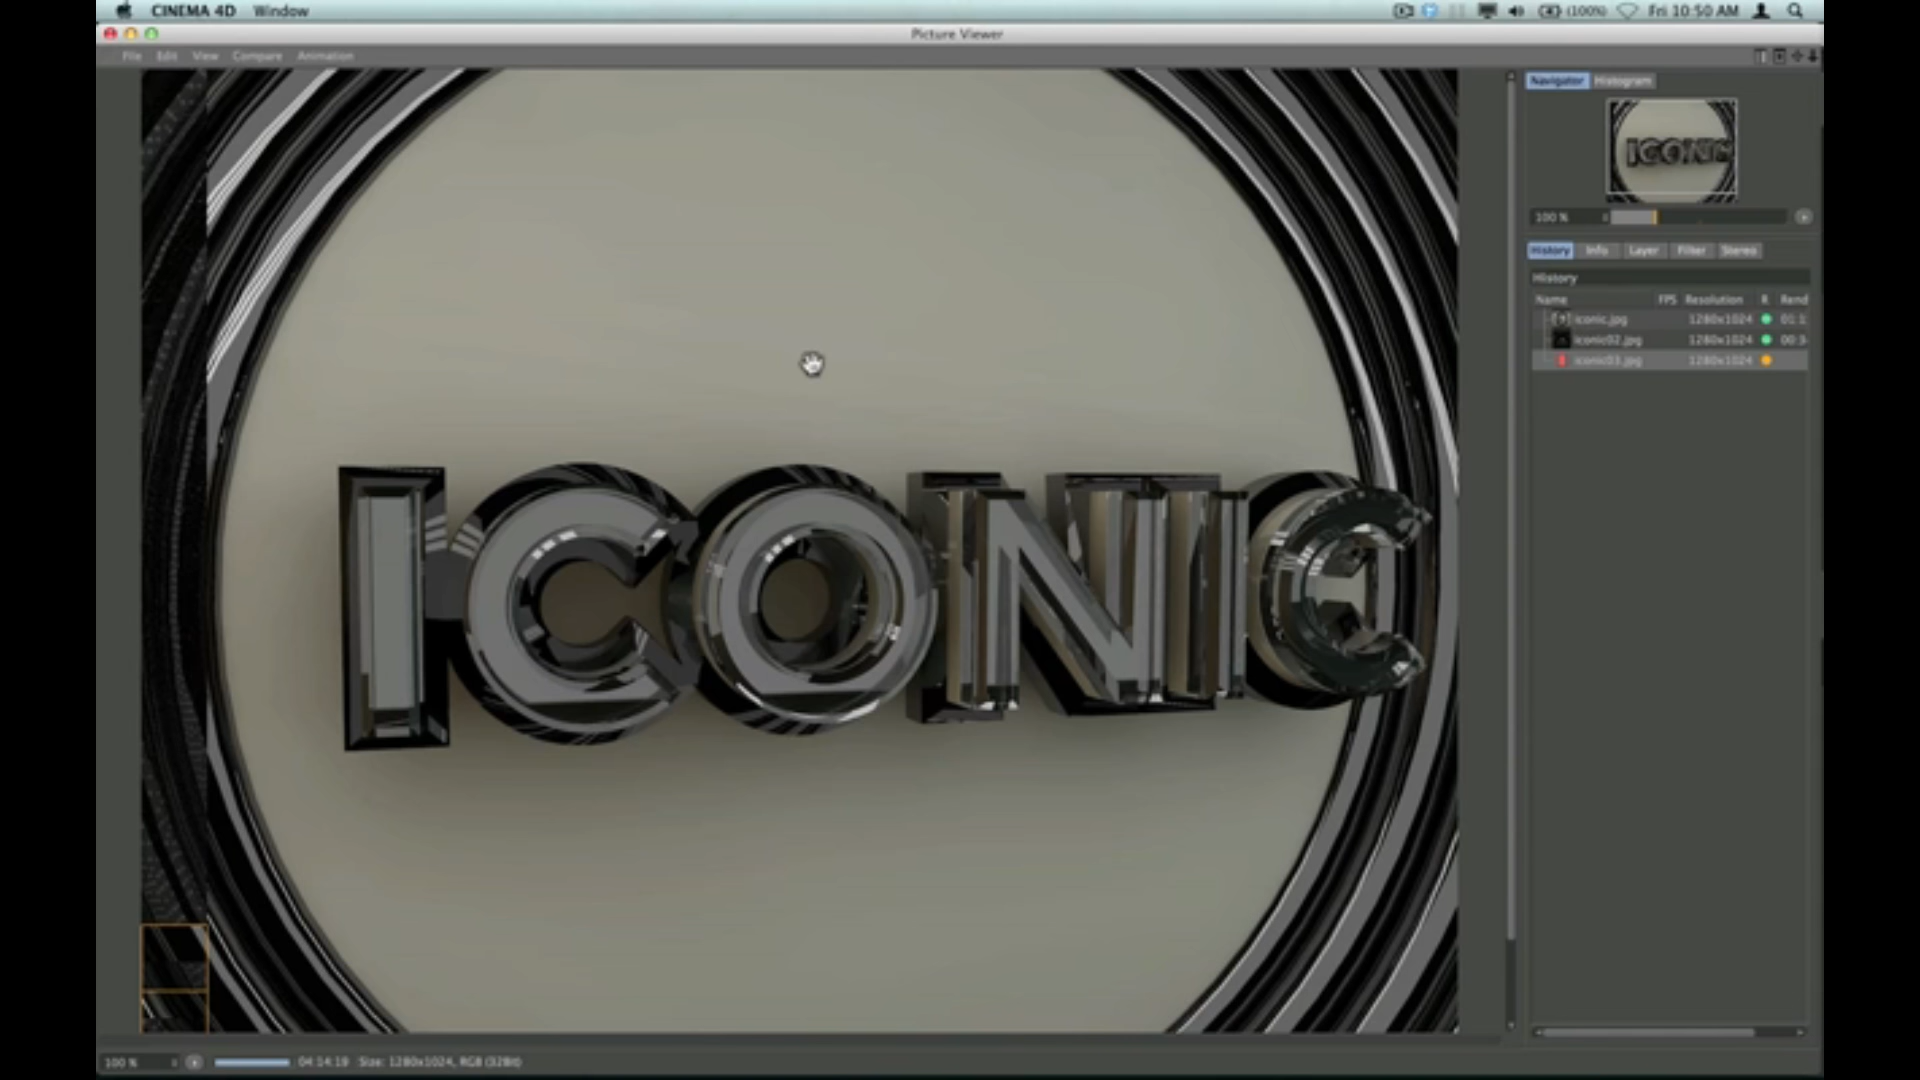 CINEMA 4D Window (100%) Fri 10:50 AM
Picture Viewer
File Edit View Compare Animation
Navigator Histogram
ICONIC
100 %
History Info Layer Filter Stereo
History
Name FPS Resolution R Rend
iconic.jpg 1280x1024
iconic02.jpg 1280x1024
iconic03.jpg 1280x1024
ICONIC
100 % 04:14:19 Size: 1280x1024, RGB (32Bit)